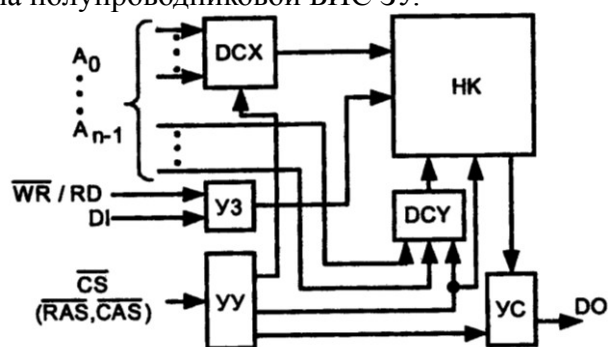 полупроводниковой БИС ЗУ.
DCX
НК
A0
An-1
WR / RD
DI
УЗ
DCY
CS
(RAS,CAS)
УУ
УС
DO